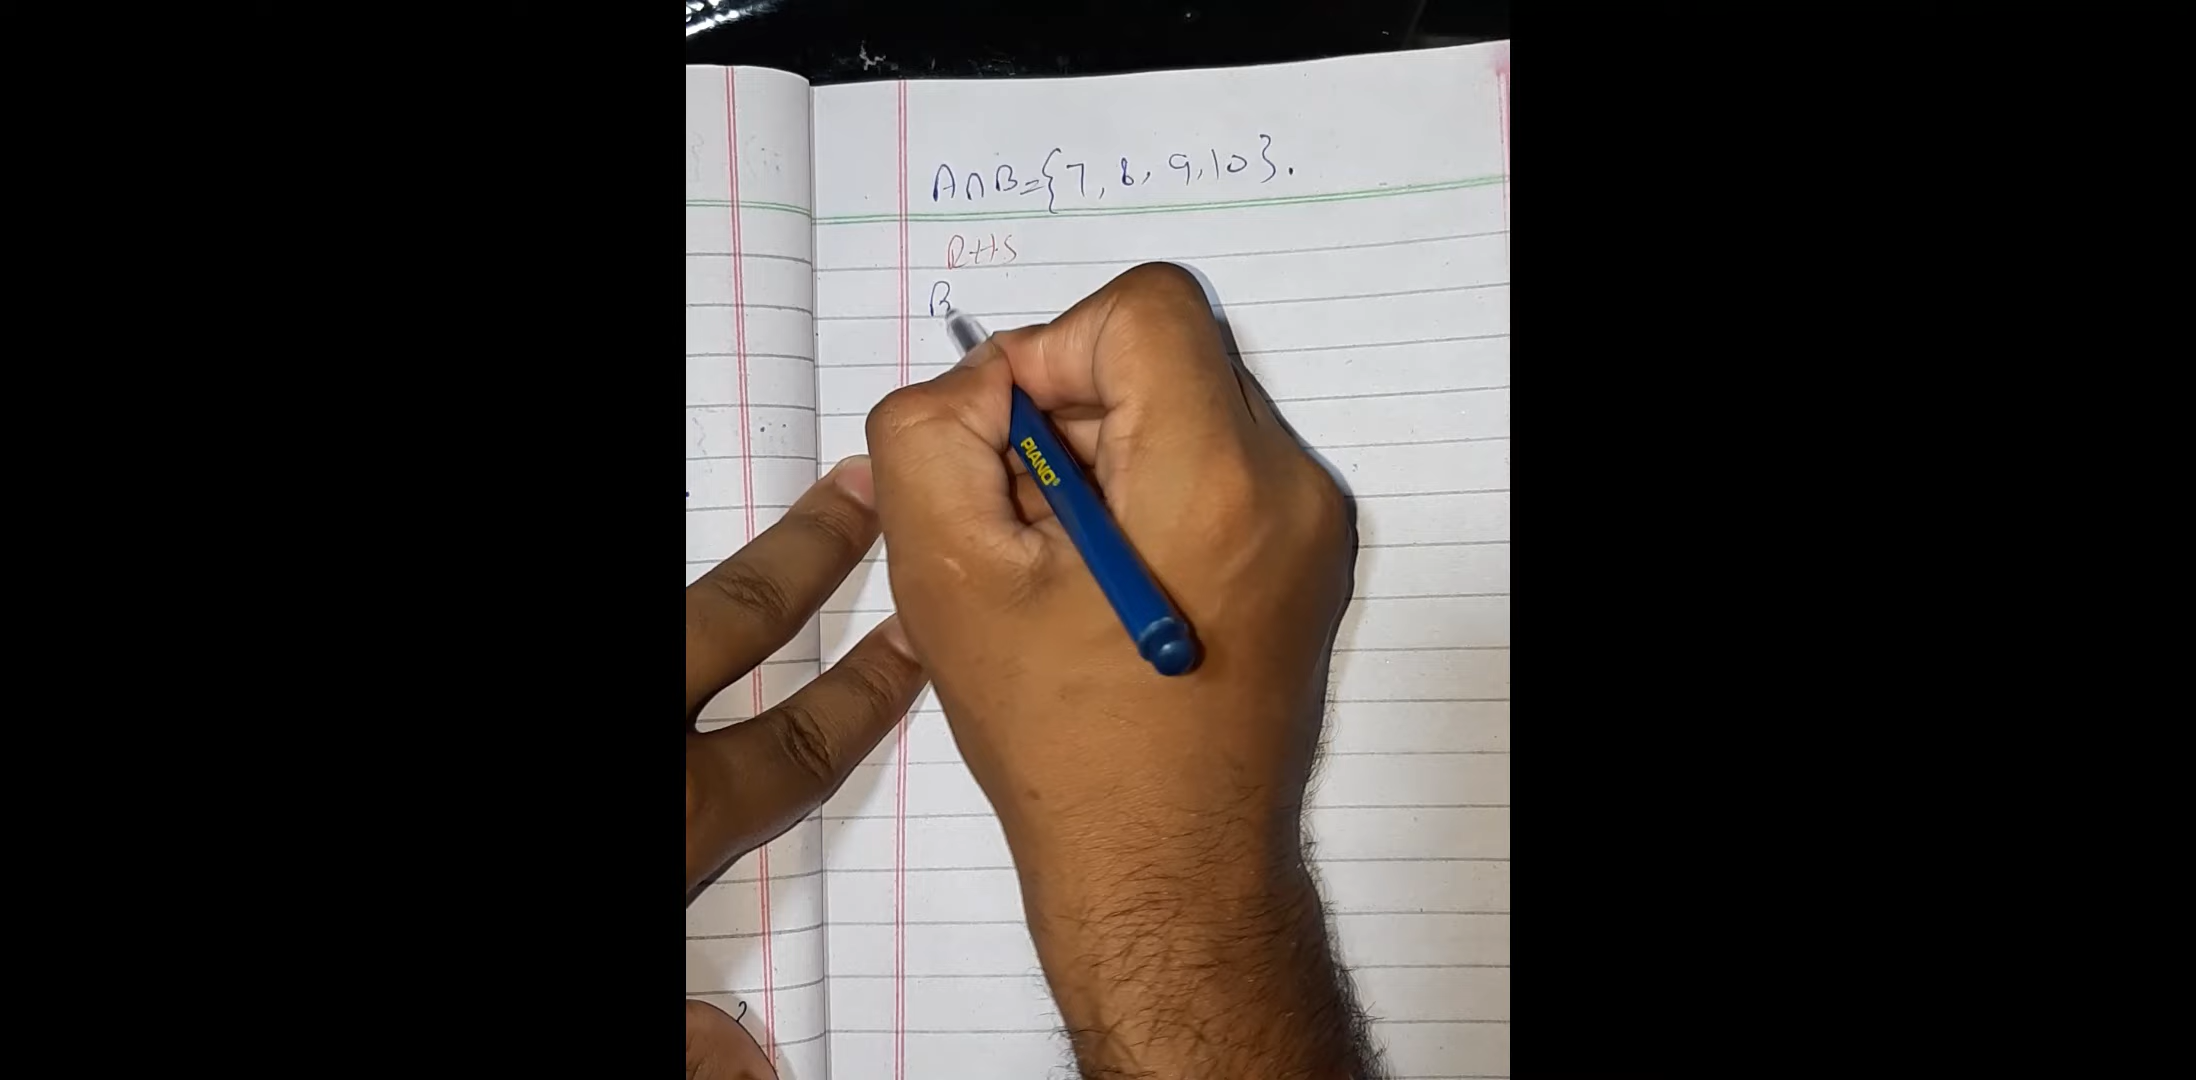 A∩B={7, 8, 9, 10}.
RHS
B
PIANO